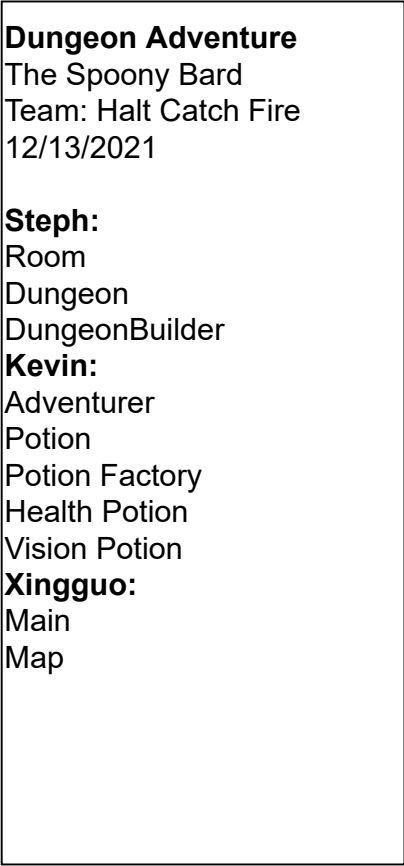 Dungeon Adventure
The Spoony Bard
Team: Halt Catch Fire
12/13/2021
Steph:
Room
Dungeon
DungeonBuilder
Kevin:
Adventurer
Potion
Potion Factory
Health Potion
Vision Potion
Xingguo:
Main
Map